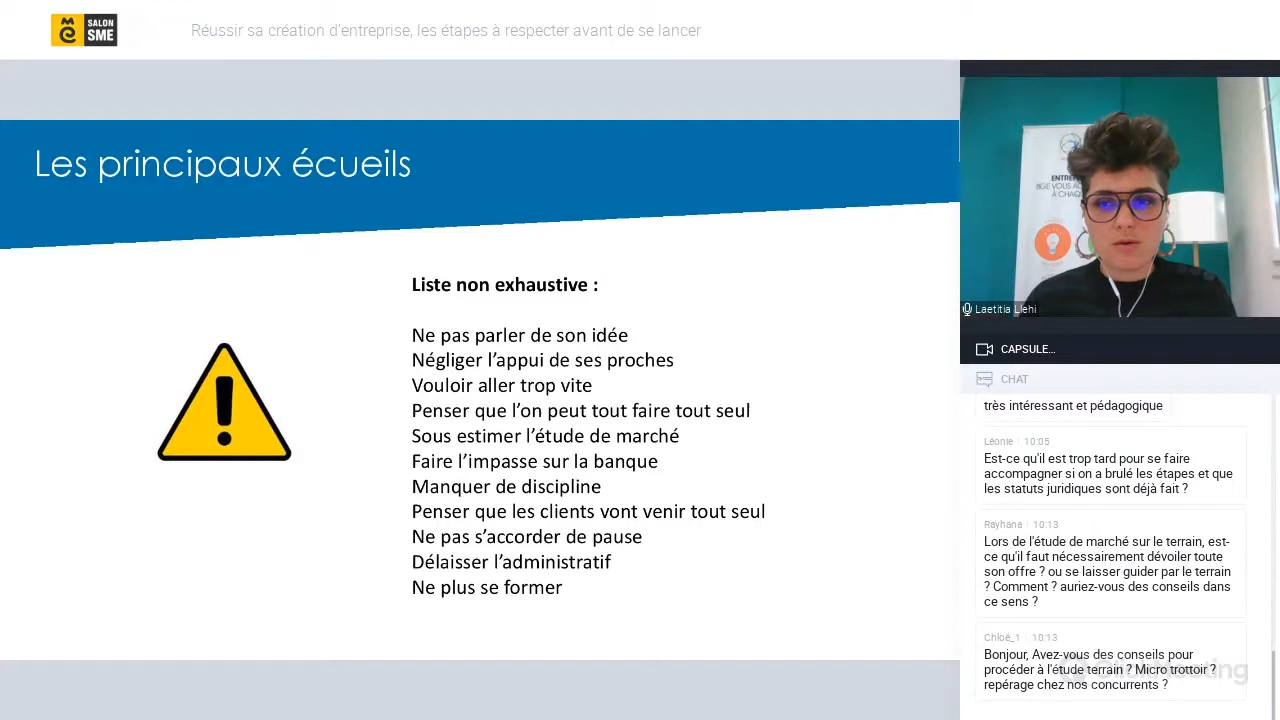 SALON
SME
Réussir sa création d'entreprise, les étapes à respecter avant de se lancer
Les principaux écueils
Liste non exhaustive :
Ne pas parler de son idée
Négliger l'appui de ses proches
Vouloir aller trop vite
Penser que l'on peut tout faire tout seul
Sous estimer l'étude de marché
Faire l'impasse sur la banque
Manquer de discipline
Penser que les clients vont venir tout seul
Ne pas s'accorder de pause
Délaisser l'administratif
Ne plus se former
Laetitia Llehi
CAPSULE...
CHAT
très intéressant et pédagogique
Léonie 10:05
Est-ce qu'il est trop tard pour se faire
accompagner si on a brulé les étapes et que
les statuts juridiques sont déjà fait ?
Rayhana 10:13
Lors de l'étude de marché sur le terrain, est-
ce qu'il faut nécessairement dévoiler toute
son offre ? ou se laisser guider par le terrain
? Comment ? auriez-vous des conseils dans
ce sens ?
Chloé_1 10:13
Bonjour, Avez-vous des conseils pour
procéder à l'étude terrain ? Micro trottoir ?
repérage chez nos concurrents ?
ClickMeeting